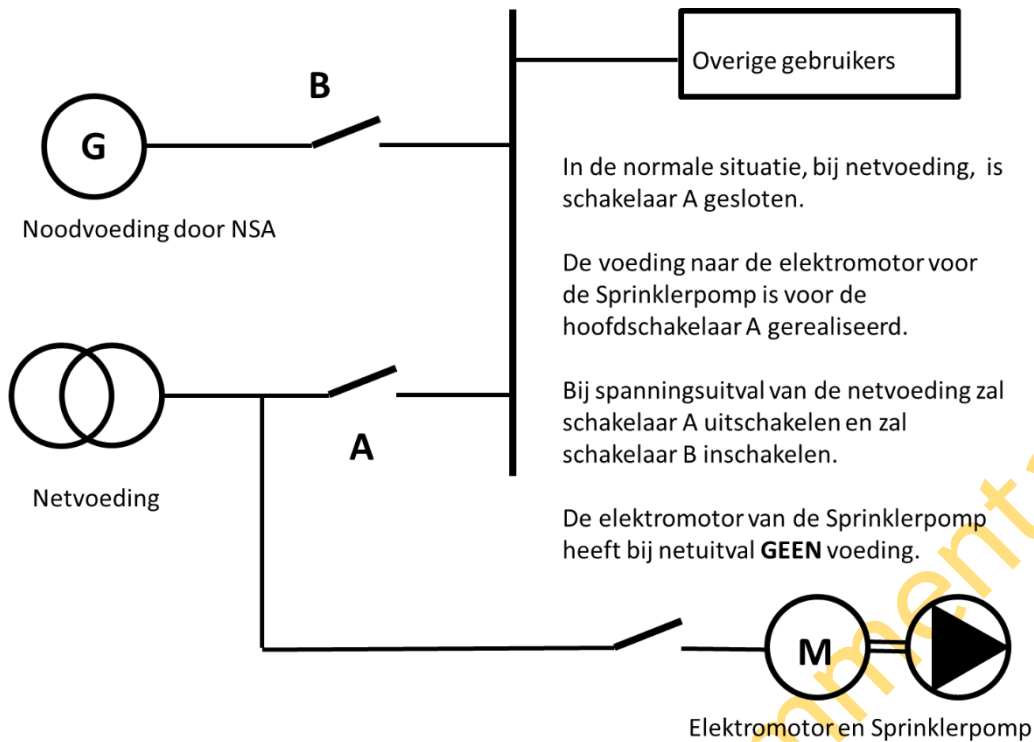 Overige gebruikers
B
G
Noodvoeding door NSA
In de normale situatie, bij netvoeding, is
schakelaar A gesloten.
De voeding naar de elektromotor voor
de Sprinklerpomp is voor de
hoofdschakelaar A gerealiseerd.
Bij spanningsuitval van de netvoeding zal
schakelaar A uitschakelen en zal
schakelaar B inschakelen.
De elektromotor van de Sprinklerpomp
heeft bij netuitval GEEN voeding.
A
Netvoeding
M
Elektromotor en Sprinklerpomp